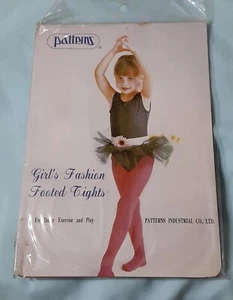 patterns
Girl's Fashion
Footed Tights
For Dance Exercise and Play
PATTERNS INDUSTRIAL CO., LTD.